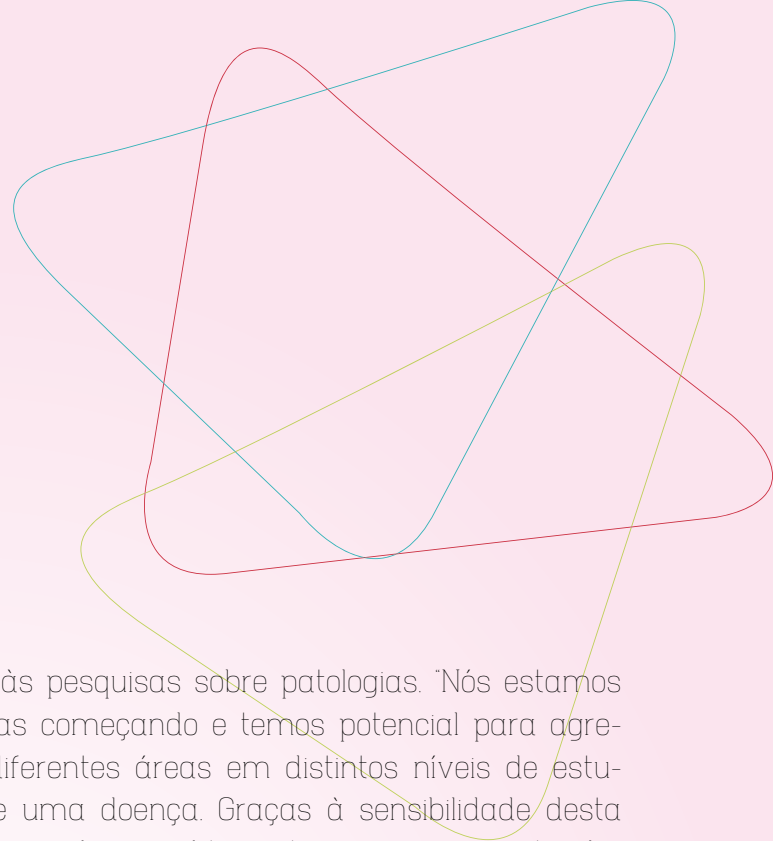 às pesquisas sobre patologias. "Nós estamos
as começando e temos potencial para agre-
iferentes áreas em distintos níveis de estu-
e uma doença. Graças à sensibilidade desta